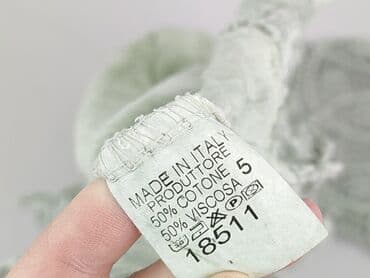 MADE IN ITALY
PRODUTTORE
50% COTONE 5
50% VISCOSA
18511